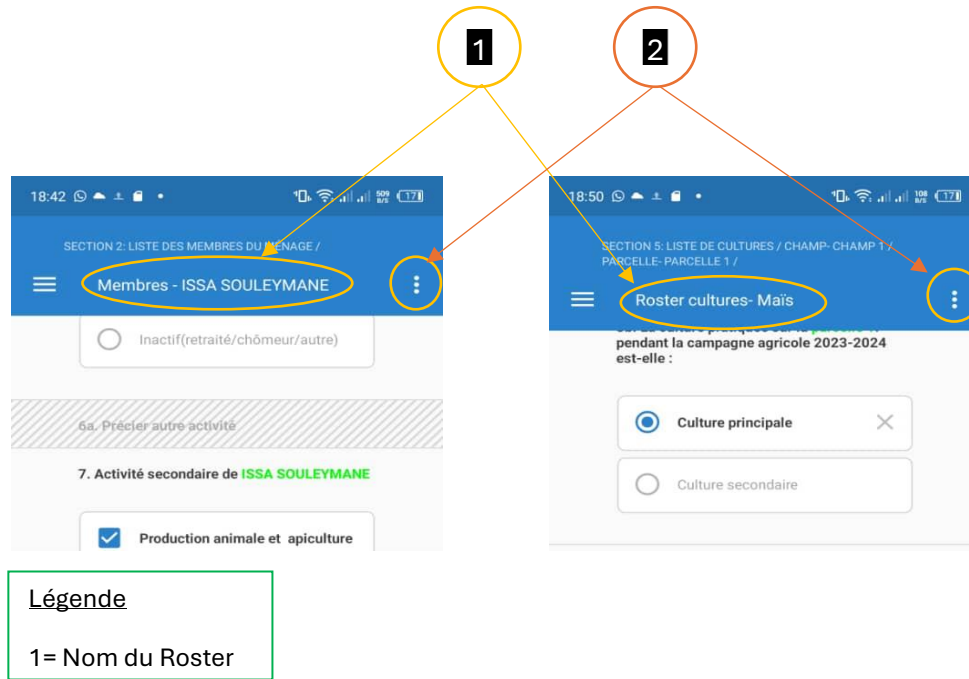 1
2
18:42
509 B/S
17
SECTION 2: LISTE DES MEMBRES DU MÉNAGE /
Membres - ISSA SOULEYMANE
Inactif(retraité/chômeur/autre)
6a. Précier autre activité
7. Activité secondaire de ISSA SOULEYMANE
Production animale et apiculture
18:50
108 B/S
17
SECTION 5: LISTE DE CULTURES / CHAMP- CHAMP 1 /
PARCELLE- PARCELLE 1 /
Roster cultures- Maïs
pendant la campagne agricole 2023-2024
est-elle :
Culture principale
Culture secondaire
Légende
1= Nom du Roster